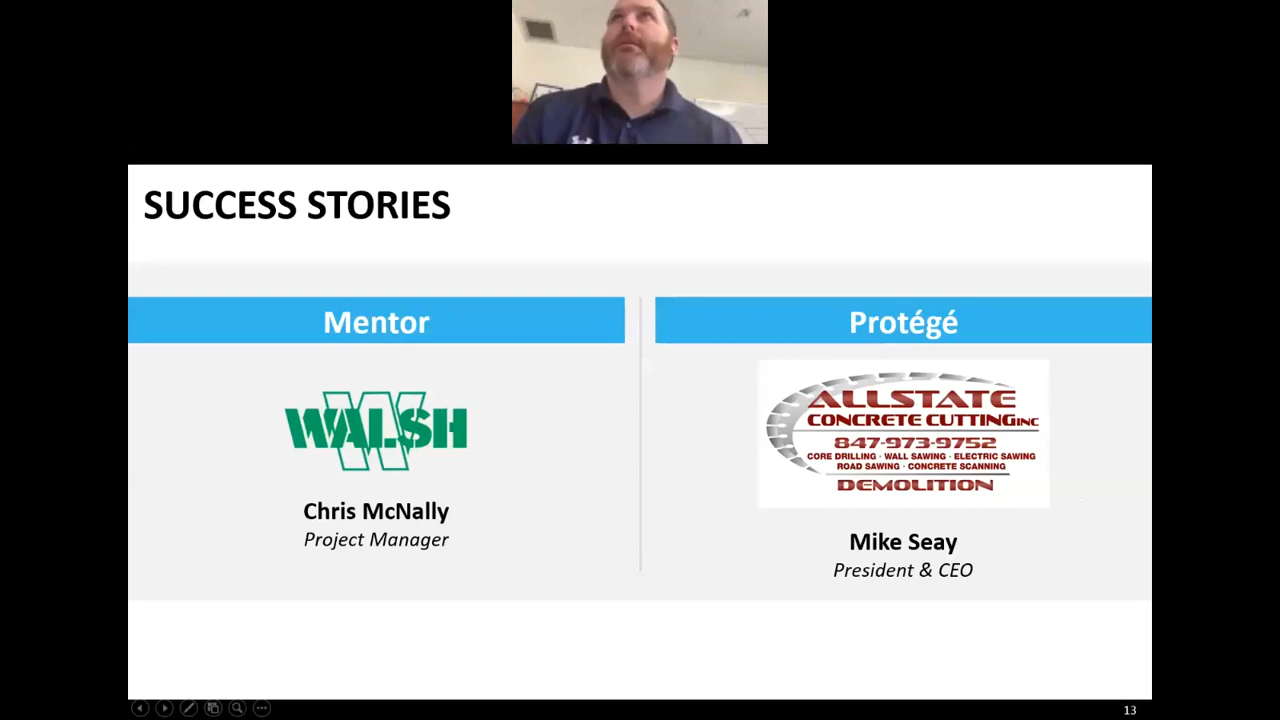 SUCCESS STORIES
Mentor
WALSH
Chris McNally
Project Manager
Protégé
ALLSTATE
CONCRETE CUTTING INC
847-973-9752
CORE DRILLING · WALL SAWING · ELECTRIC SAWING
ROAD SAWING · CONCRETE SCANNING
DEMOLITION
Mike Seay
President & CEO
13